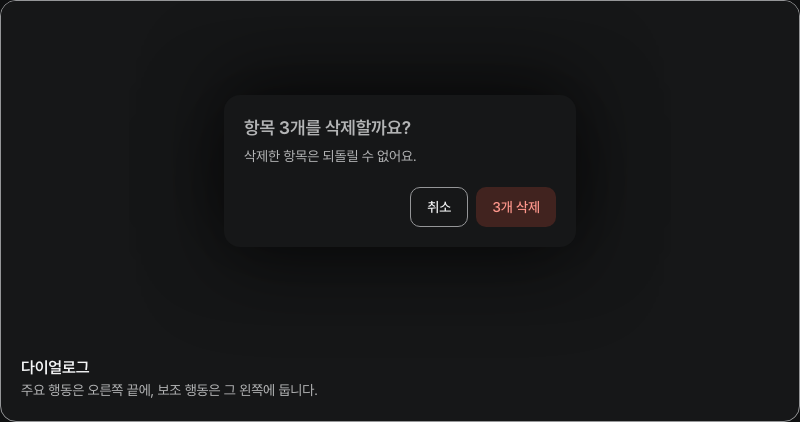 항목 3개를 삭제할까요?
삭제한 항목은 되돌릴 수 없어요.
취소
3개 삭제
다이얼로그
주요 행동은 오른쪽 끝에, 보조 행동은 그 왼쪽에 둡니다.